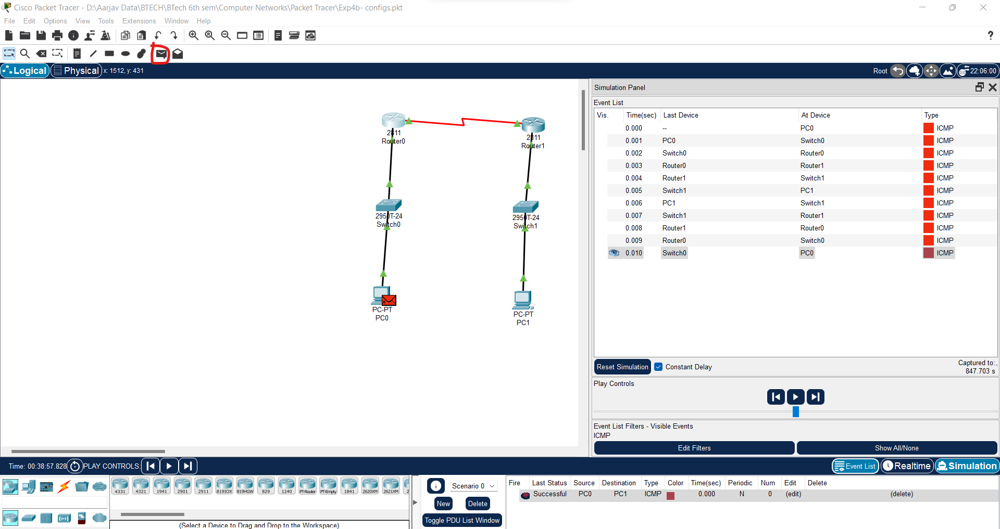 Cisco Packet Tracer - D:\Aarjav Data\BTECH\BTech 6th sem\Computer Networks\Packet Tracer\Exp4b- configs.pkt
File Edit Options View Tools Extensions Window Help
?
Logical Physical x: 1512, y: 431 Root 22:06:00
2811
Router0
2811
Router1
2950T-24
Switch0
2950T-24
Switch1
PC-PT
PC0
PC-PT
PC1
Simulation Panel
Event List
Vis. Time(sec) Last Device At Device Type
0.000 -- PC0 ICMP
0.001 PC0 Switch0 ICMP
0.002 Switch0 Router0 ICMP
0.003 Router0 Router1 ICMP
0.004 Router1 Switch1 ICMP
0.005 Switch1 PC1 ICMP
0.006 PC1 Switch1 ICMP
0.007 Switch1 Router1 ICMP
0.008 Router1 Router0 ICMP
0.009 Router0 Switch0 ICMP
0.010 Switch0 PC0 ICMP
Reset Simulation Constant Delay Captured to:
847.703 s
Play Controls
Event List Filters - Visible Events
ICMP
Edit Filters Show All/None
Time: 00:38:57.828 PLAY CONTROLS: Event List Realtime Simulation
4331 4321 1941 2901 2911 819IOX 819HGW 829 1240 PT-Router PT-Empty 1841 2620XM 2621XM 2
(Select a Device to Drag and Drop to the Workspace)
Scenario 0
New Delete
Toggle PDU List Window
Fire Last Status Source Destination Type Color Time(sec) Periodic Num Edit Delete
Successful PC0 PC1 ICMP 0.000 N 0 (edit) (delete)